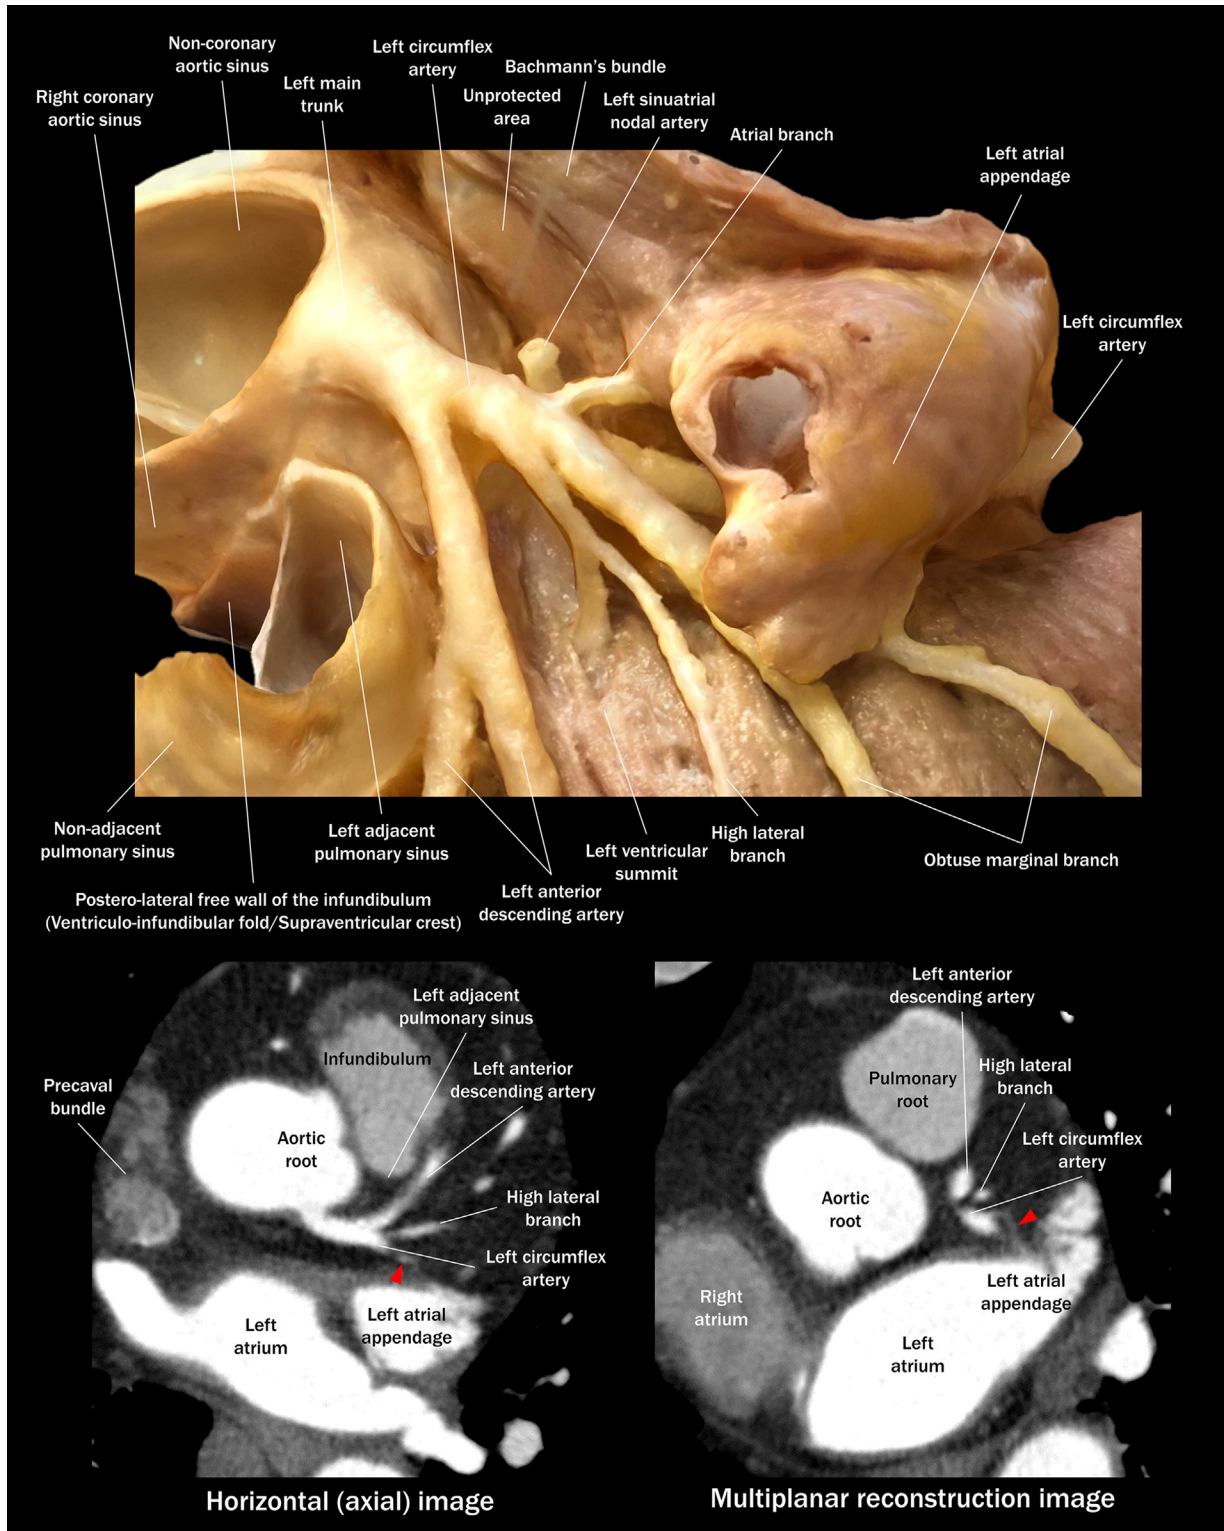 Non-coronary
aortic sinus
Left circumflex
artery
Bachmann’s bundle
Left main
trunk
Unprotected
area
Right coronary
aortic sinus
Left sinuatrial
nodal artery
Atrial branch
Left atrial
appendage
Left circumflex
artery
Non-adjacent
pulmonary sinus
Left adjacent
pulmonary sinus
Left ventricular
summit
High lateral
branch
Obtuse marginal branch
Postero-lateral free wall of the infundibulum
(Ventriculo-infundibular fold/Supraventricular crest)
Left anterior
descending artery
Left adjacent
pulmonary sinus
Infundibulum
Left anterior
descending artery
Precaval
bundle
Aortic
root
High lateral
branch
Left circumflex
artery
Left
atrium
Left atrial
appendage
Horizontal (axial) image
Left anterior
descending artery
High lateral
branch
Pulmonary
root
Left circumflex
artery
Aortic
root
Right
atrium
Left atrial
appendage
Left
atrium
Multiplanar reconstruction image